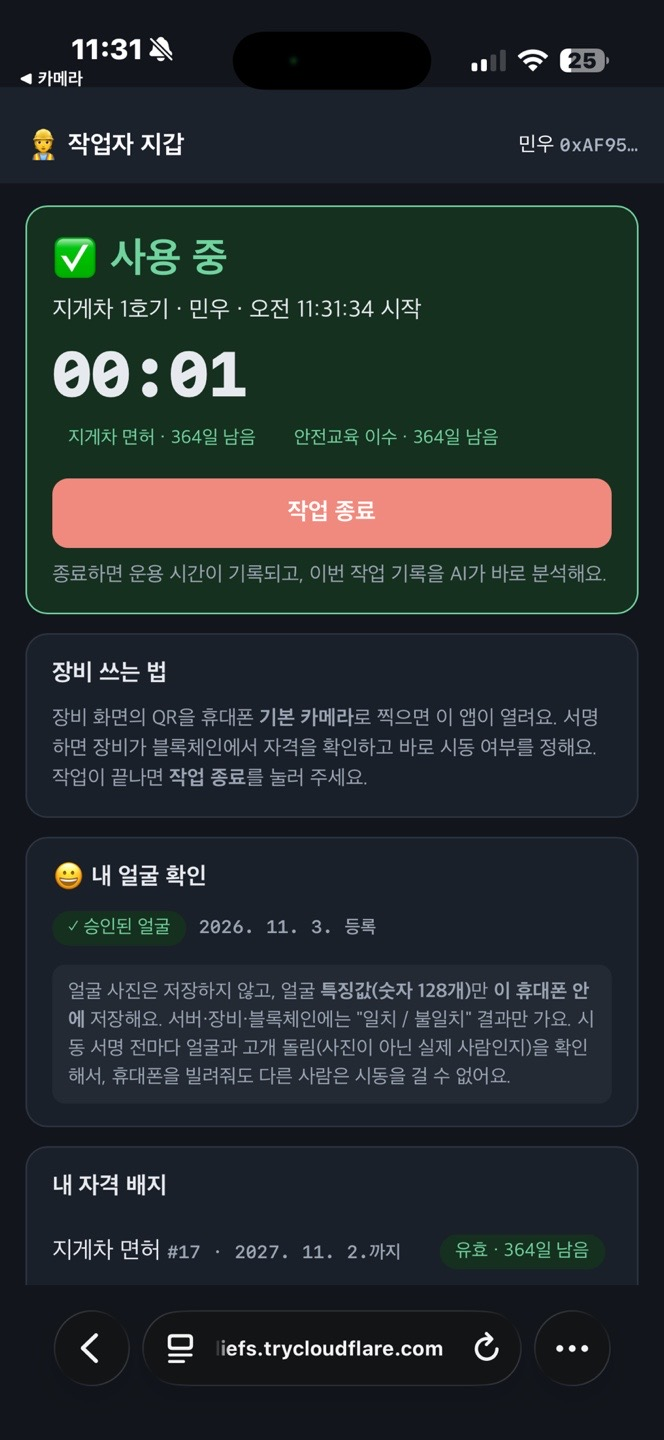 11:31
25
◀ 카메라
작업자 지갑
민우 0xAF95…
사용 중
지게차 1호기 · 민우 · 오전 11:31:34 시작
00:01
지게차 면허 · 364일 남음 안전교육 이수 · 364일 남음
작업 종료
종료하면 운용 시간이 기록되고, 이번 작업 기록을 AI가 바로 분석해요.
장비 쓰는 법
장비 화면의 QR을 휴대폰 기본 카메라로 찍으면 이 앱이 열려요. 서명
하면 장비가 블록체인에서 자격을 확인하고 바로 시동 여부를 정해요.
작업이 끝나면 작업 종료를 눌러 주세요.
내 얼굴 확인
✓ 승인된 얼굴 2026. 11. 3. 등록
얼굴 사진은 저장하지 않고, 얼굴 특징값(숫자 128개)만 이 휴대폰 안
에 저장해요. 서버·장비·블록체인에는 "일치 / 불일치" 결과만 가요. 시
동 서명 전마다 얼굴과 고개 돌림(사진이 아닌 실제 사람인지)을 확인
해서, 휴대폰을 빌려줘도 다른 사람은 시동을 걸 수 없어요.
내 자격 배지
지게차 면허 #17 · 2027. 11. 2.까지 유효 · 364일 남음
iefs.trycloudflare.com